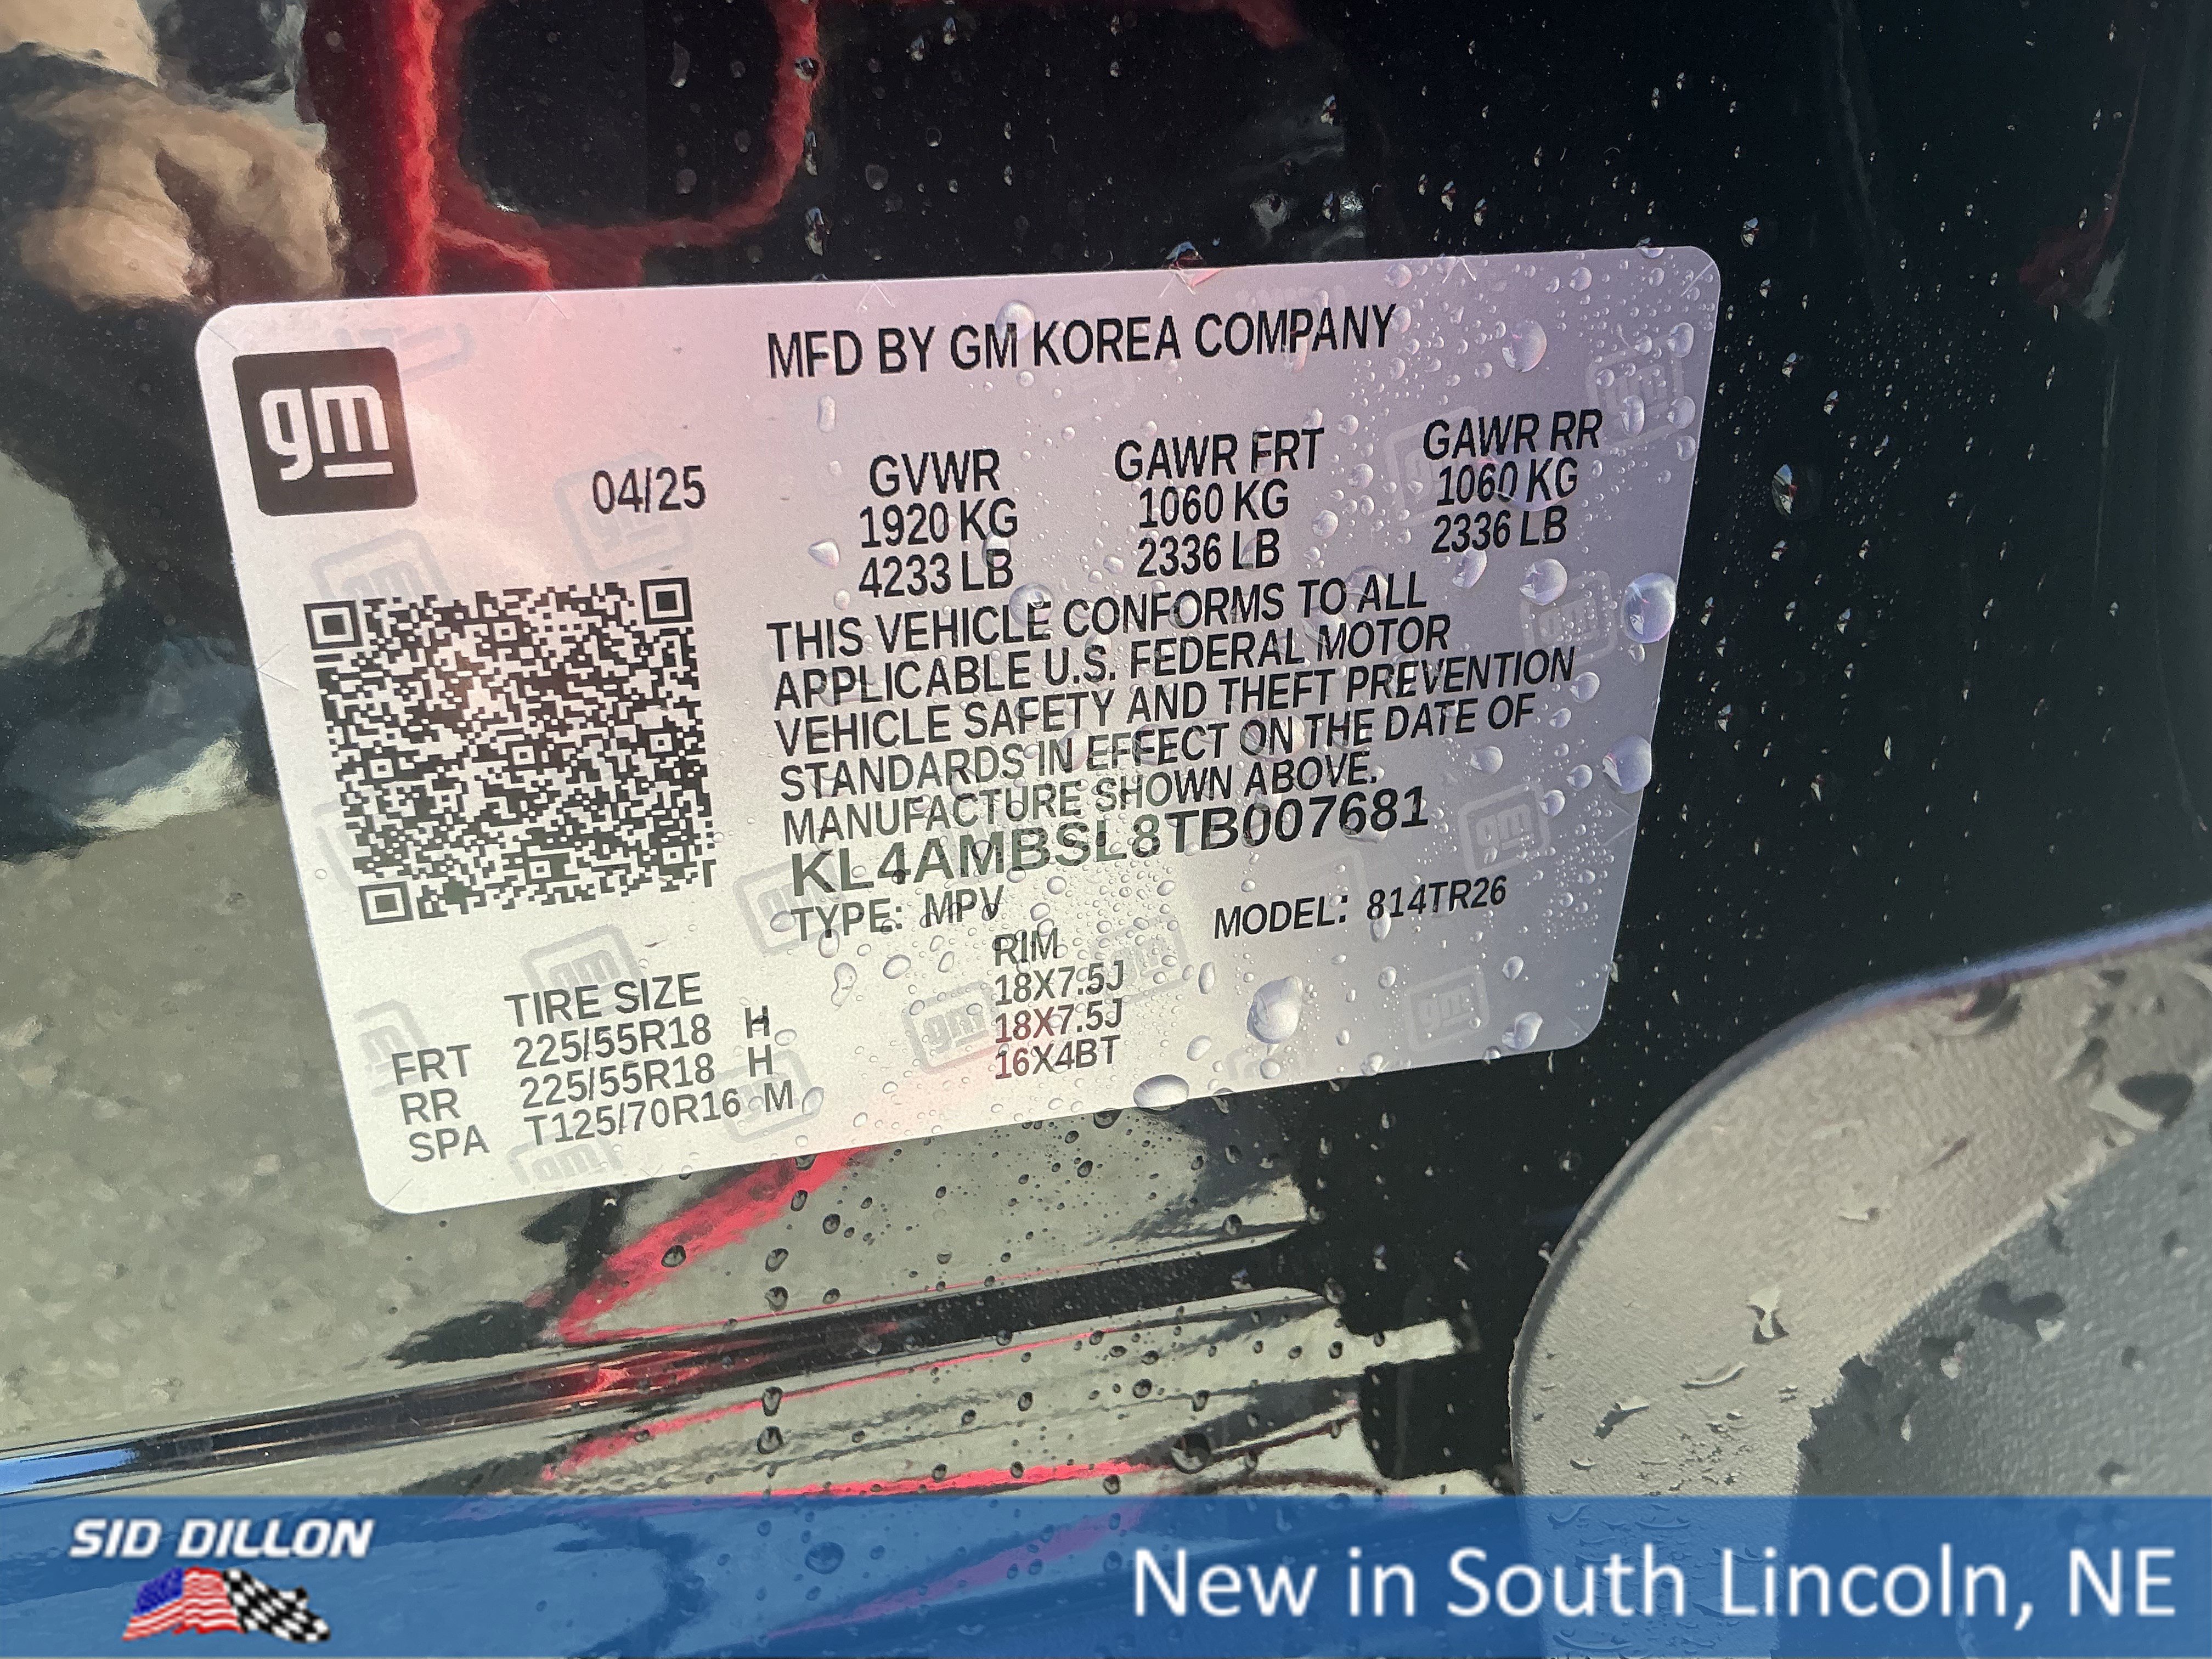 gm
MFD BY GM KOREA COMPANY
04/25
GVWR GAWR FRT GAWR RR
1920 KG 1060 KG 1060 KG
4233 LB 2336 LB 2336 LB
THIS VEHICLE CONFORMS TO ALL
APPLICABLE U.S. FEDERAL MOTOR
VEHICLE SAFETY AND THEFT PREVENTION
STANDARDS IN EFFECT ON THE DATE OF
MANUFACTURE SHOWN ABOVE.
KL4AMBSL8TB007681
TYPE: MPV MODEL: 814TR26
TIRE SIZE RIM
FRT 225/55R18 H 18X7.5J
RR 225/55R18 H 18X7.5J
SPA T125/70R16 M 16X4BT
SID DILLON
New in South Lincoln, NE